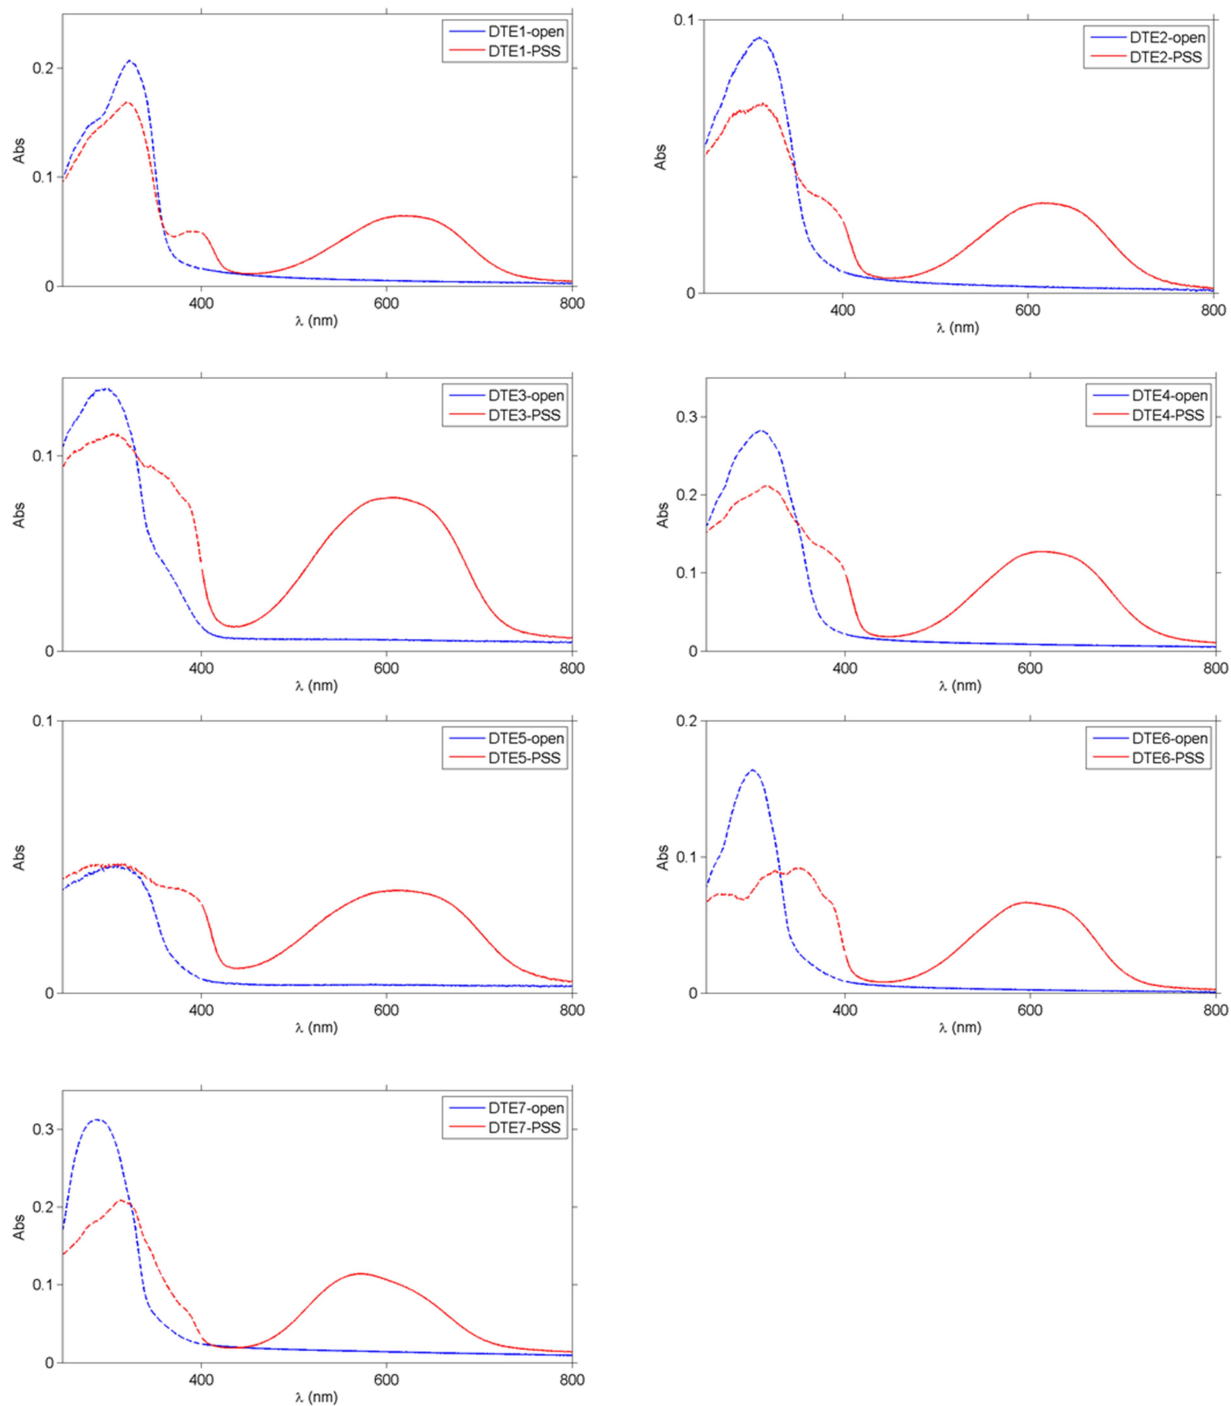 DTE1-open
DTE1-PSS
0.2
0.1
0
Abs
400
600
800
λ (nm)
DTE2-open
DTE2-PSS
0.1
0
Abs
400
600
800
λ (nm)
DTE3-open
DTE3-PSS
0.1
0
Abs
400
600
800
λ (nm)
DTE4-open
DTE4-PSS
0.3
0.2
0.1
0
Abs
400
600
800
λ (nm)
DTE5-open
DTE5-PSS
0.1
0
Abs
400
600
800
λ (nm)
DTE6-open
DTE6-PSS
0.2
0.1
0
Abs
400
600
800
λ (nm)
DTE7-open
DTE7-PSS
0.3
0.2
0.1
0
Abs
400
600
800
λ (nm)